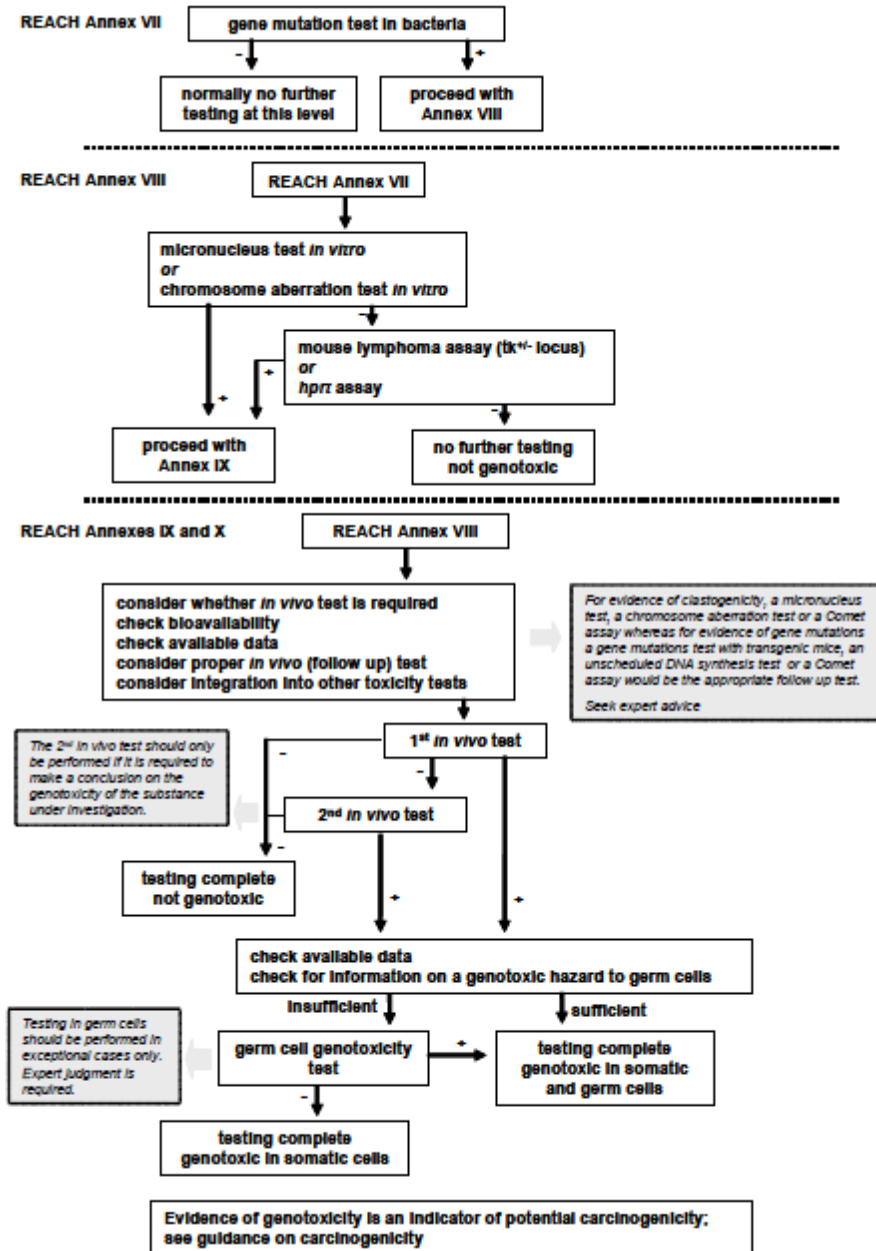 REACH Annex VII
gene mutation test in bacteria
-
+
normally no further
testing at this level
proceed with
Annex VIII
REACH Annex VIII
REACH Annex VII
micronucleus test in vitro
or
chromosome aberration test in vitro
-
mouse lymphoma assay (tk+/- locus)
or
hprt assay
+
+
-
proceed with
Annex IX
no further testing
not genotoxic
REACH Annexes IX and X
REACH Annex VIII
consider whether in vivo test is required
check bioavailability
check available data
consider proper in vivo (follow up) test
consider integration into other toxicity tests
For evidence of clastogenicity, a micronucleus
test, a chromosome aberration test or a Comet
assay whereas for evidence of gene mutations
a gene mutations test with transgenic mice, an
unscheduled DNA synthesis test or a Comet
assay would be the appropriate follow up test.
Seek expert advice
1st in vivo test
-
-
The 2nd in vivo test should only
be performed if it is required to
make a conclusion on the
genotoxicity of the substance
under investigation.
2nd in vivo test
-
testing complete
not genotoxic
+
+
check available data
check for information on a genotoxic hazard to germ cells
insufficient
sufficient
Testing in germ cells
should be performed in
exceptional cases only.
Expert judgment is
required.
germ cell genotoxicity
test
+
testing complete
genotoxic in somatic
and germ cells
-
testing complete
genotoxic in somatic cells
Evidence of genotoxicity is an indicator of potential carcinogenicity;
see guidance on carcinogenicity